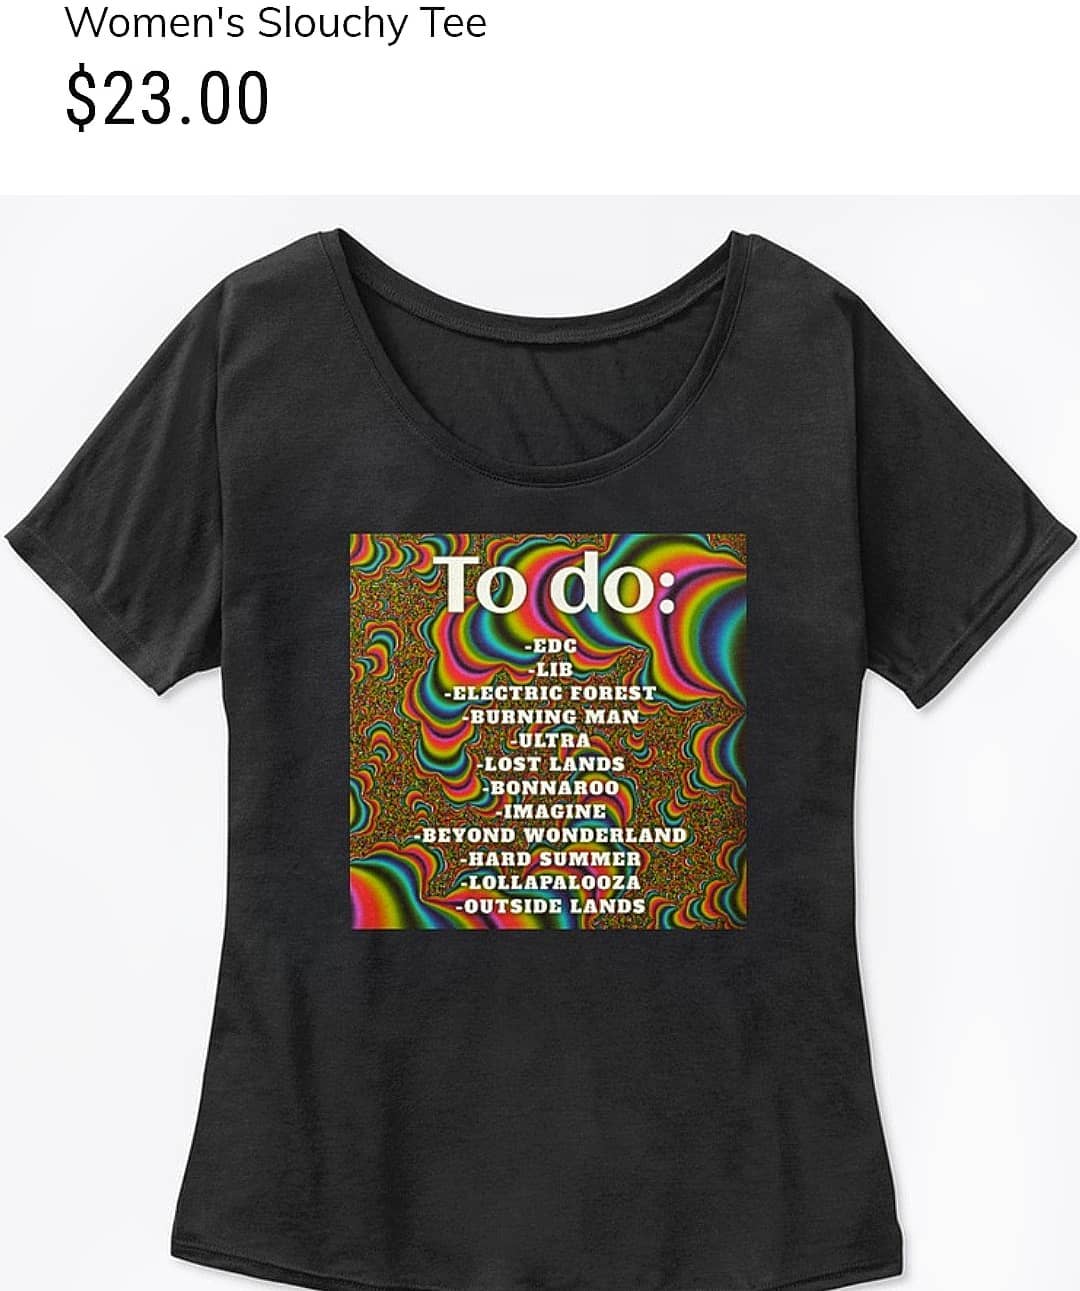 Women's Slouchy Tee
$23.00
To do:
-EDC
-LIB
-ELECTRIC FOREST
-BURNING MAN
-ULTRA
-LOST LANDS
-BONNAROO
-IMAGINE
-BEYOND WONDERLAND
-HARD SUMMER
-LOLLAPALOOZA
-OUTSIDE LANDS